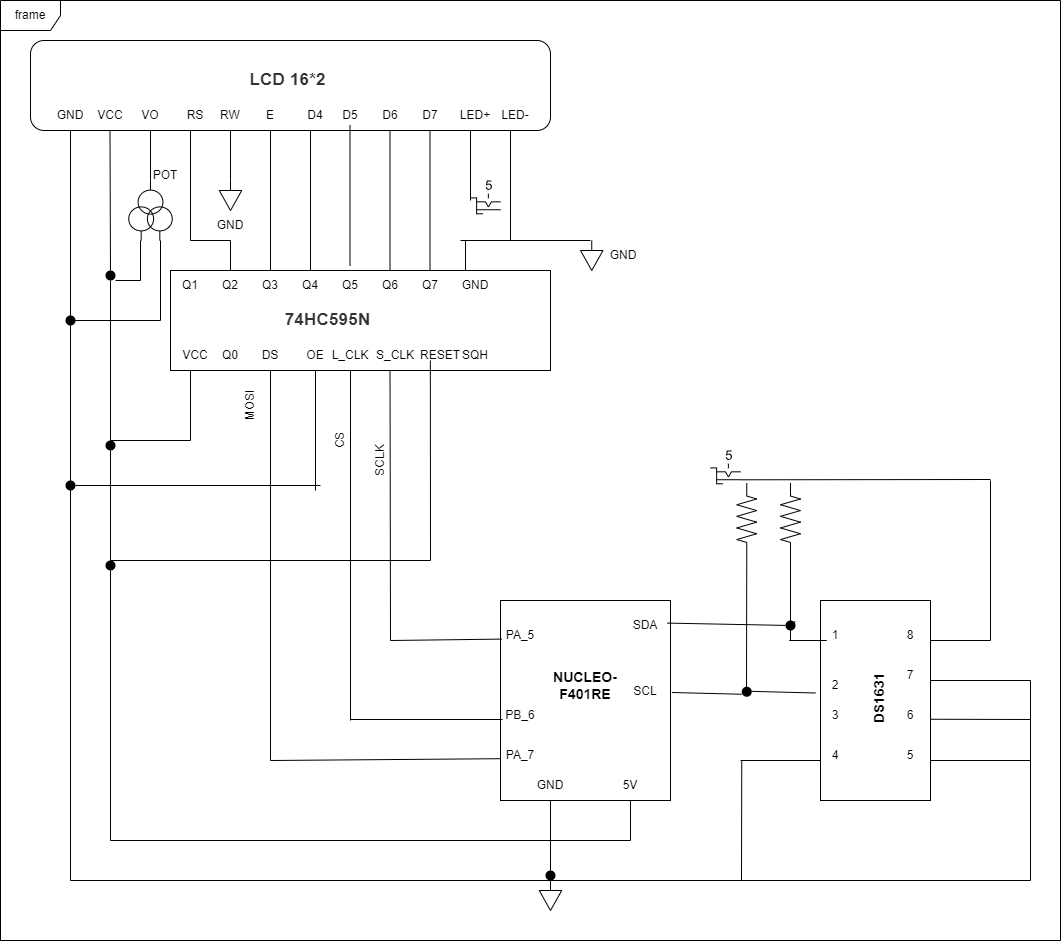 frame
LCD 16*2
GND VCC VO RS RW E D4 D5 D6 D7 LED+ LED-
POT
5
GND
GND
Q1 Q2 Q3 Q4 Q5 Q6 Q7 GND
74HC595N
VCC Q0 DS OE L_CLK S_CLK RESET SQH
MOSI
CS
SCLK
5
PA_5
SDA
NUCLEO-
F401RE
SCL
PB_6
PA_7
GND 5V
1 8
2 7
3 6
4 5
DS1631